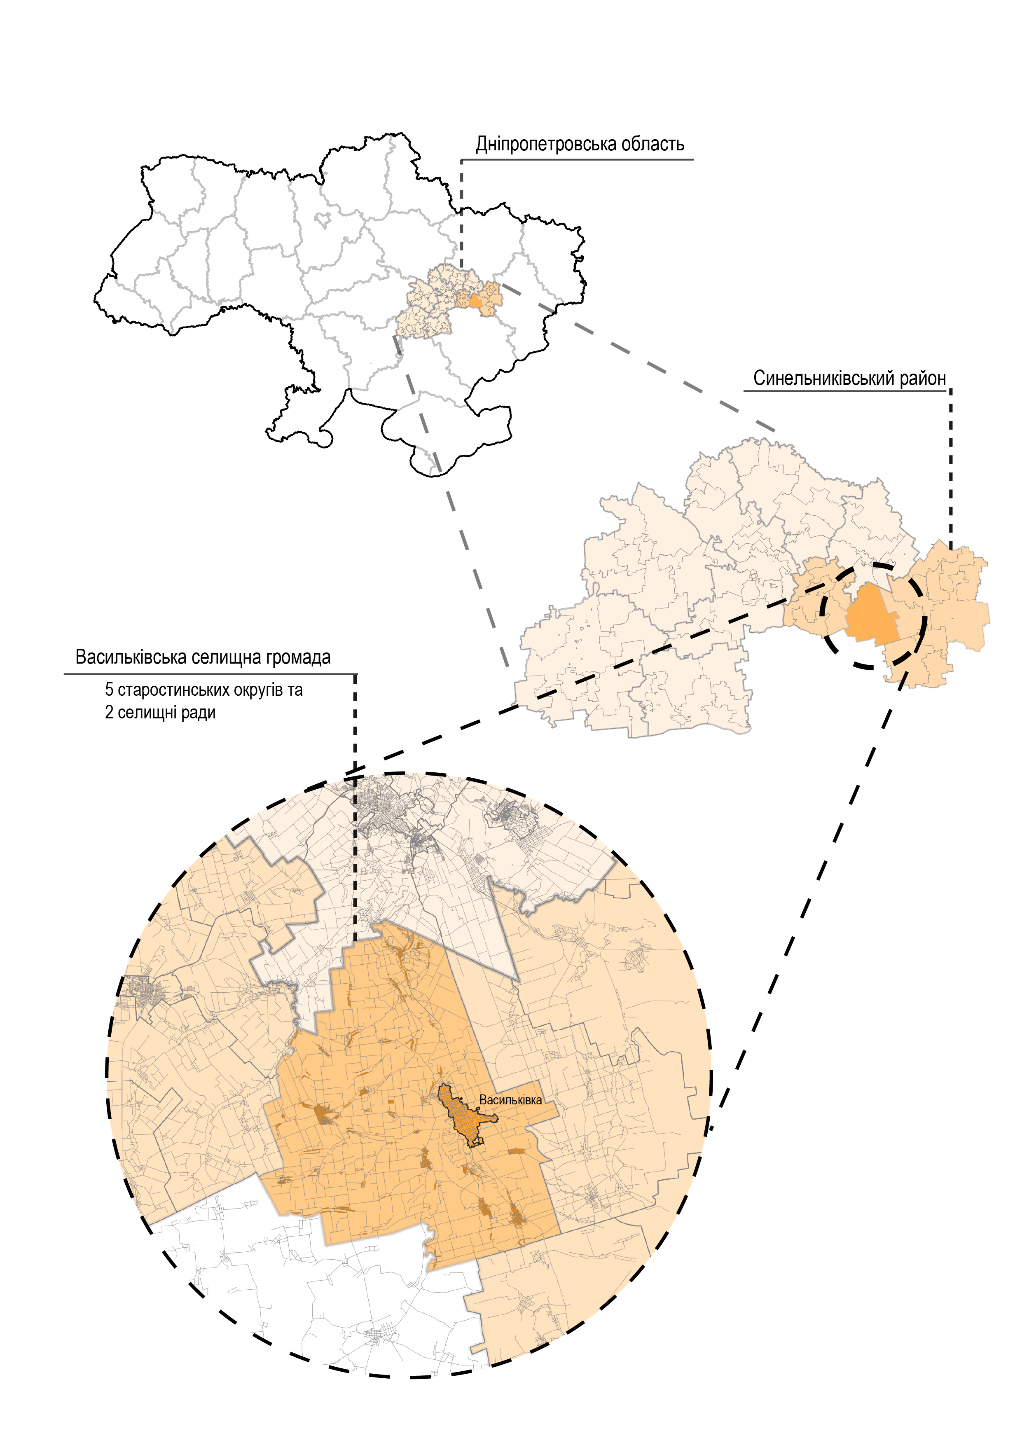 Дніпропетровська область
Синельниківський район
Васильківська селищна громада
5 старостинських округів та
2 селищні ради
Васильківка